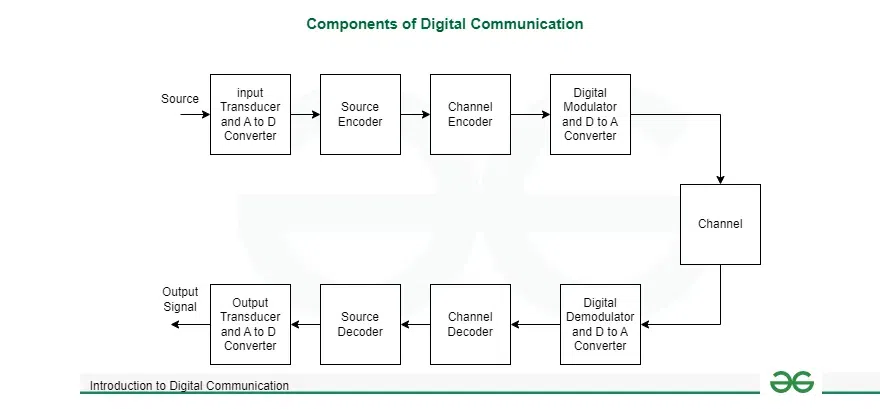 Components of Digital Communication
Source
input
Transducer
and A to D
Converter
Source
Encoder
Channel
Encoder
Digital
Modulator
and D to A
Converter
Channel
Output
Signal
Output
Transducer
and A to D
Converter
Source
Decoder
Channel
Decoder
Digital
Demodulator
and D to A
Converter
Introduction to Digital Communication